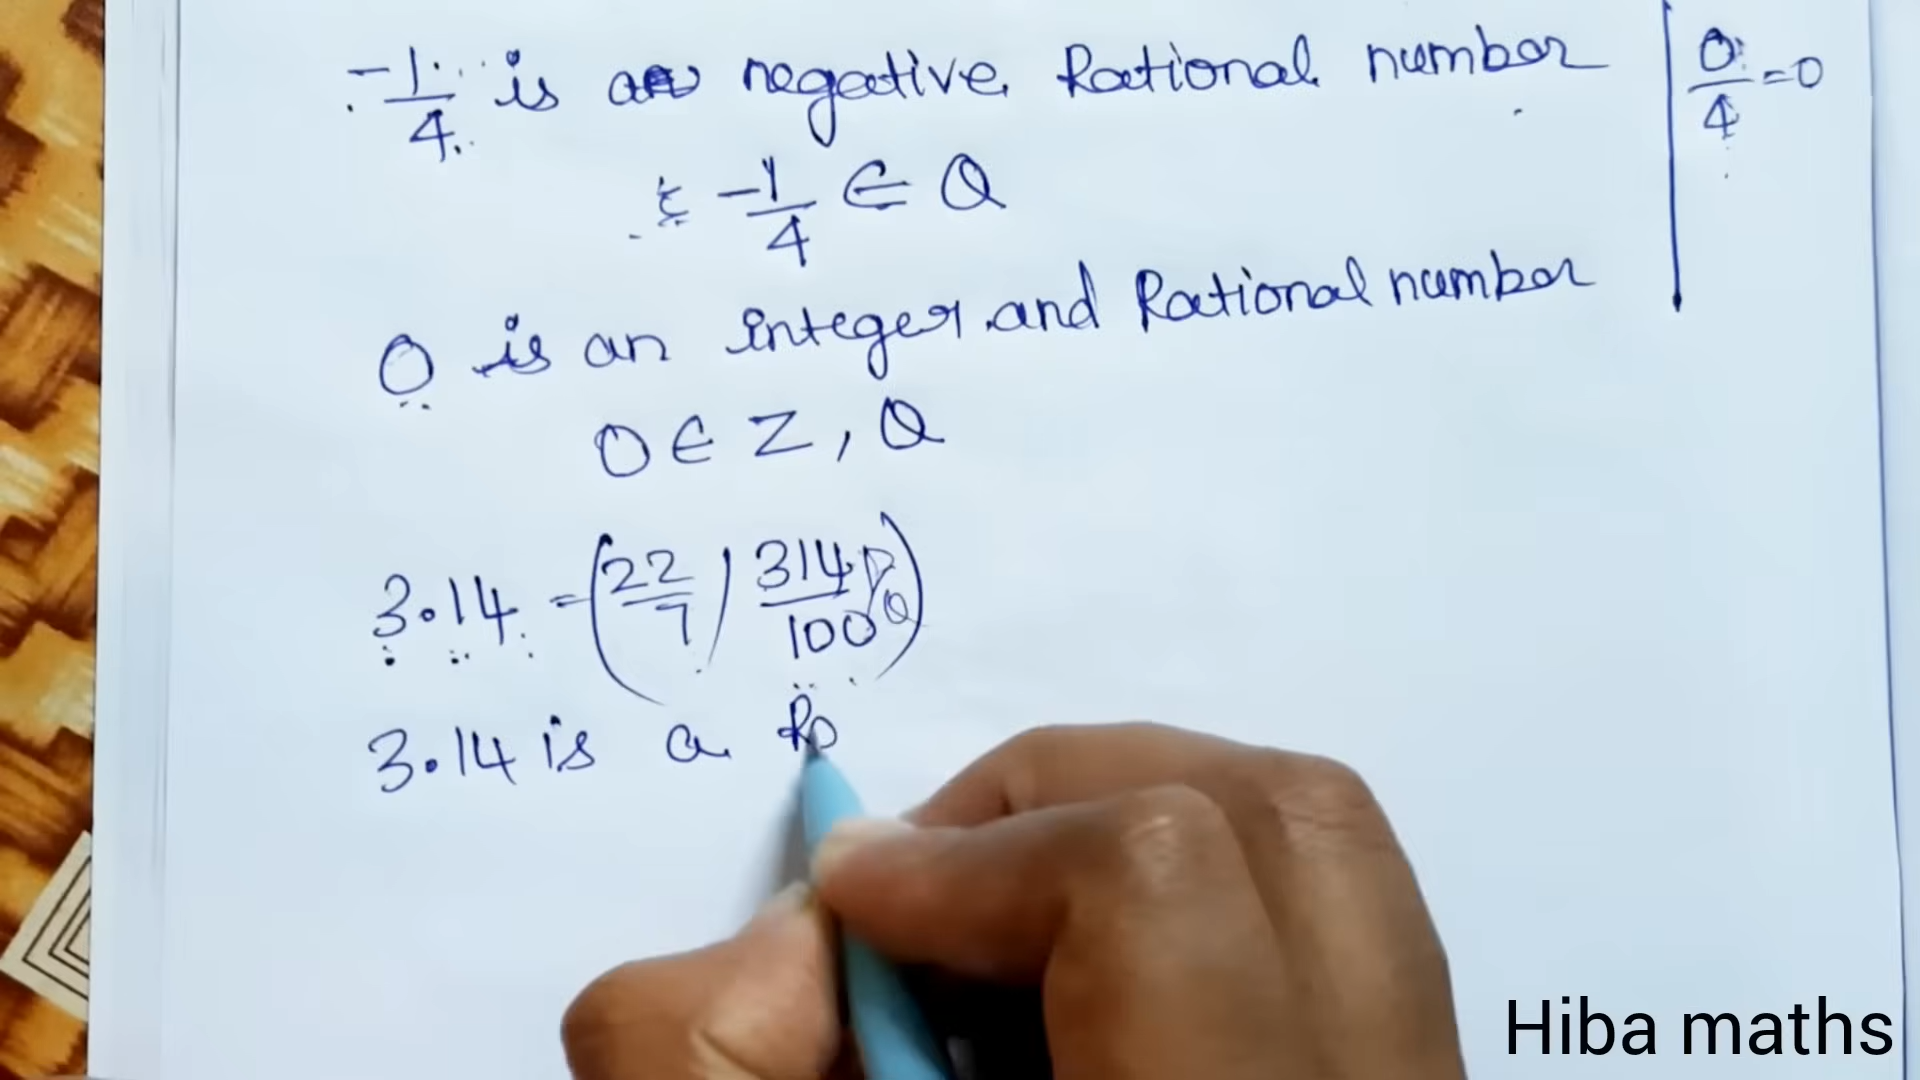 -1/4 is a negative Rational number
0/4 = 0
-1/4 ∈ Q
0 is an integer and Rational number
0 ∈ Z, Q
3.14 = (22/7, 314/100 P/Q)
3.14 is a Ra
Hiba maths